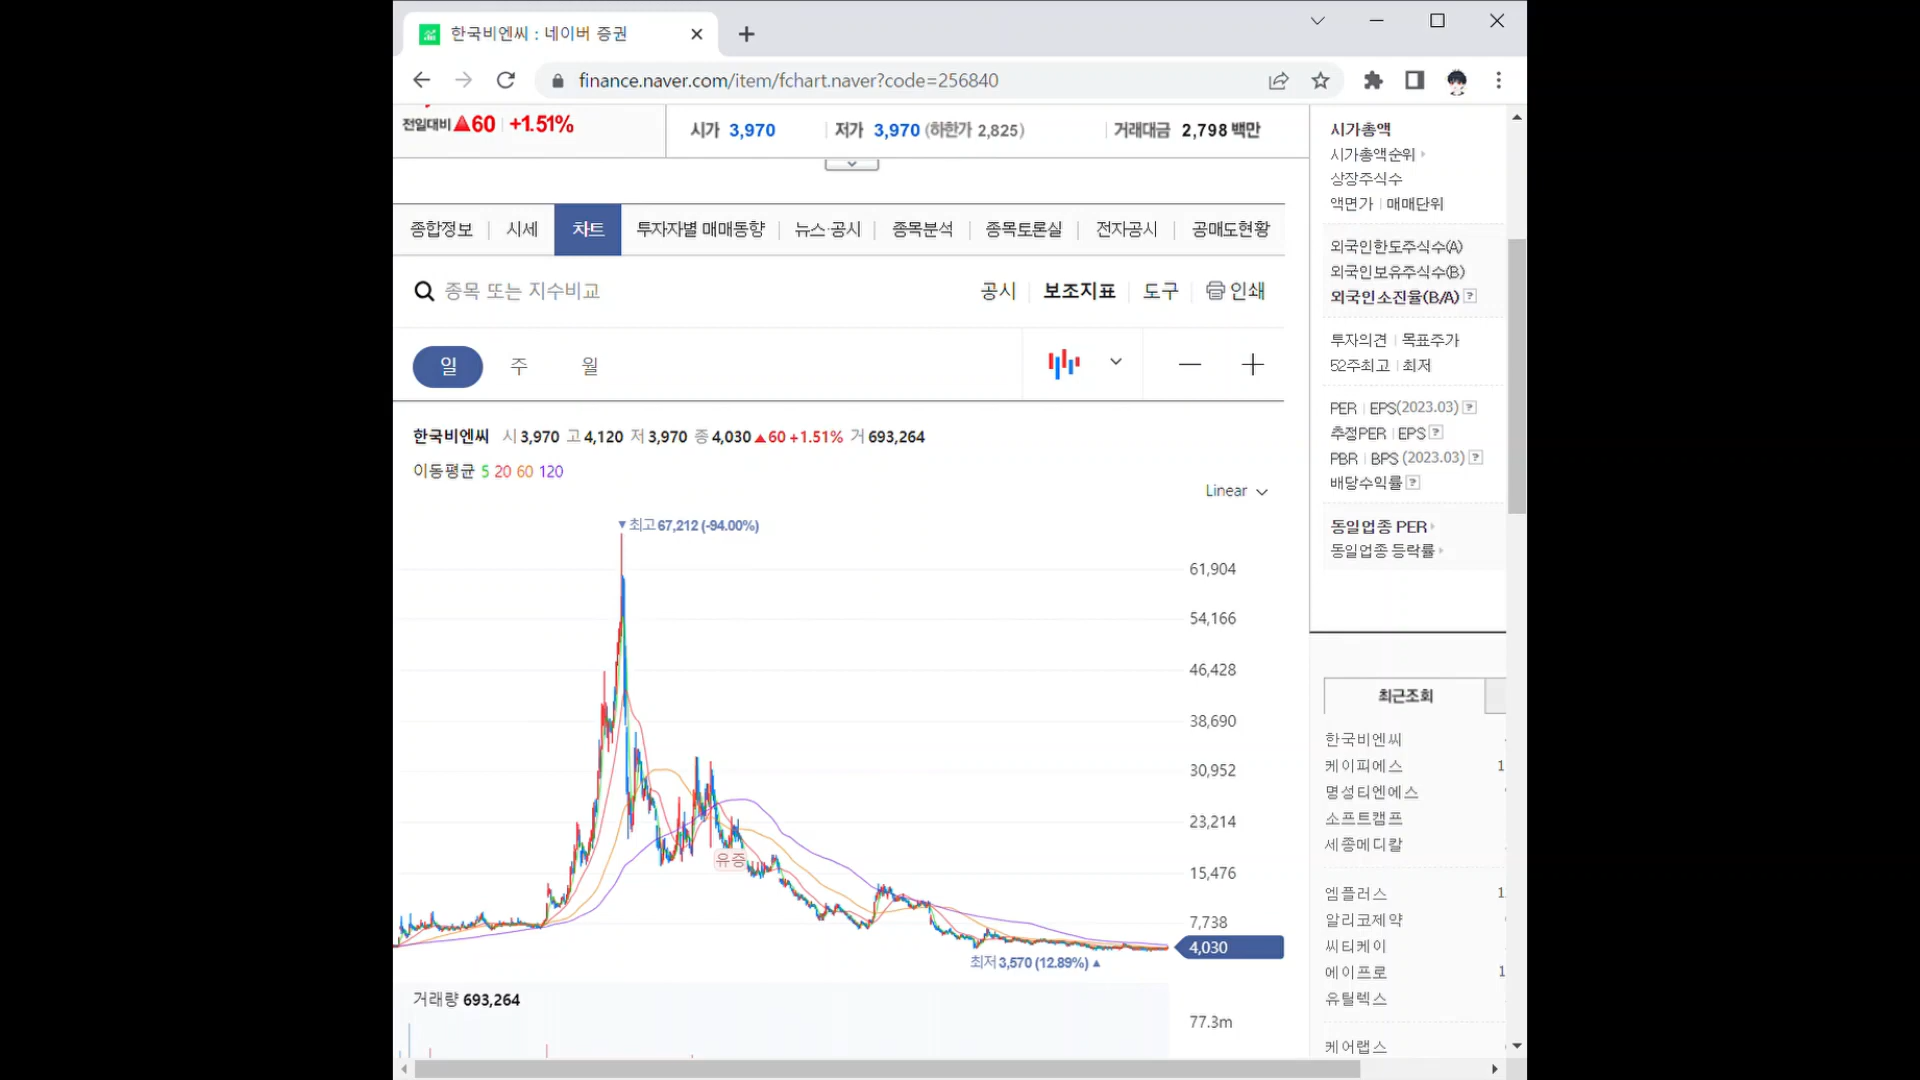 한국비엔씨 : 네이버 증권
finance.naver.com/item/fchart.naver?code=256840
전일대비 ▲60 +1.51%
시가 3,970 저가 3,970 (하한가 2,825) 거래대금 2,798 백만
종합정보 시세 차트 투자자별 매매동향 뉴스·공시 종목분석 종목토론실 전자공시 공매도현황
종목 또는 지수비교
공시 보조지표 도구 인쇄
일 주 월
한국비엔씨 시 3,970 고 4,120 저 3,970 종 4,030 ▲60 +1.51% 거 693,264
이동평균 5 20 60 120
Linear
▼최고 67,212 (-94.00%)
61,904
54,166
46,428
38,690
30,952
23,214
유증
15,476
7,738
4,030
최저 3,570 (12.89%) ▲
거래량 693,264
77.3m
시가총액
시가총액순위
상장주식수
액면가 매매단위
외국인한도주식수(A)
외국인보유주식수(B)
외국인소진율(B/A) ?
투자의견 목표주가
52주최고 최저
PER EPS(2023.03) ?
추정PER EPS ?
PBR BPS (2023.03) ?
배당수익률 ?
동일업종 PER
동일업종 등락률
최근조회
한국비엔씨
케이피에스 1
명성티엔에스
소프트캠프
세종메디칼
엠플러스 1
알리코제약
씨티케이
에이프로 1
유틸렉스
케어랩스